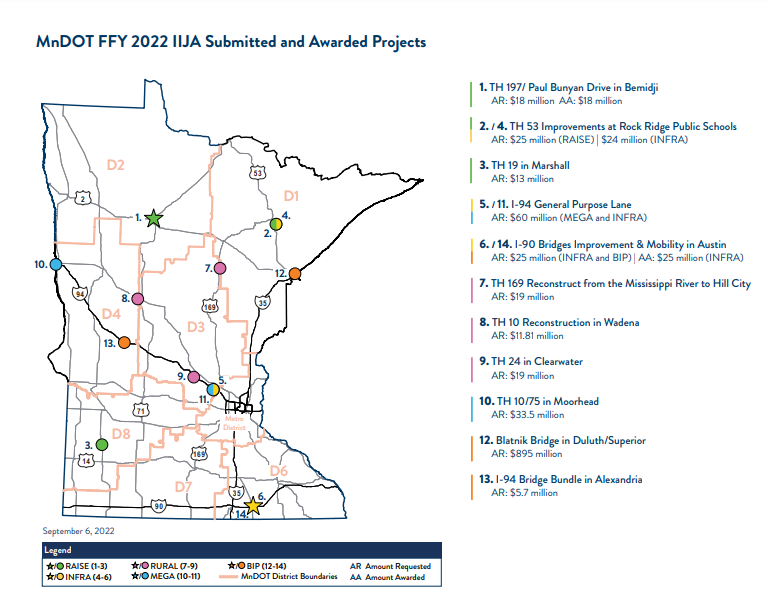 MnDOT FFY 2022 IIJA Submitted and Awarded Projects
1. TH 197/ Paul Bunyan Drive in Bemidji
AR: $18 million AA: $18 million
2. / 4. TH 53 Improvements at Rock Ridge Public Schools
AR: $25 million (RAISE) | $24 million (INFRA)
3. TH 19 in Marshall
AR: $13 million
5. / 11. I-94 General Purpose Lane
AR: $60 million (MEGA and INFRA)
6. / 14. I-90 Bridges Improvement & Mobility in Austin
AR: $25 million (INFRA and BIP) | AA: $25 million (INFRA)
7. TH 169 Reconstruct from the Mississippi River to Hill City
AR: $19 million
8. TH 10 Reconstruction in Wadena
AR: $11.81 million
9. TH 24 in Clearwater
AR: $19 million
10. TH 10/75 in Moorhead
AR: $33.5 million
12. Blatnik Bridge in Duluth/Superior
AR: $895 million
13. I-94 Bridge Bundle in Alexandria
AR: $5.7 million
D2
53
2
D1
1.
4.
2.
10.
7.
12.
94
8.
169
35
D4
D3
13.
9.
5.
11.
71
Metro
District
D8
3.
14
169
D6
D7
35
6.
90
14.
September 6, 2022
Legend
RAISE (1-3)
RURAL (7-9)
BIP (12-14)
AR Amount Requested
INFRA (4-6)
MEGA (10-11)
MnDOT District Boundaries
AA Amount Awarded